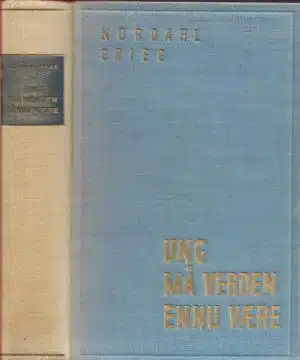 NORDAHL
GRIEG
UNG
MÅ VERDEN
ENNU VÆRE